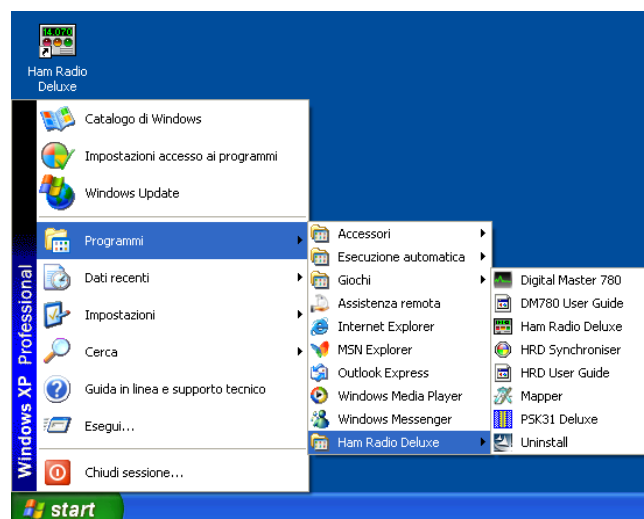 14.070
Ham Radio
Deluxe
Catalogo di Windows
Impostazioni accesso ai programmi
Windows Update
Programmi
Dati recenti
Impostazioni
Cerca
Guida in linea e supporto tecnico
Esegui...
Chiudi sessione...
Windows XP Professional
Accessori
Esecuzione automatica
Giochi
Assistenza remota
Internet Explorer
MSN Explorer
Outlook Express
Windows Media Player
Windows Messenger
Ham Radio Deluxe
Digital Master 780
DM780 User Guide
Ham Radio Deluxe
HRD Synchroniser
HRD User Guide
Mapper
PSK31 Deluxe
Uninstall
start